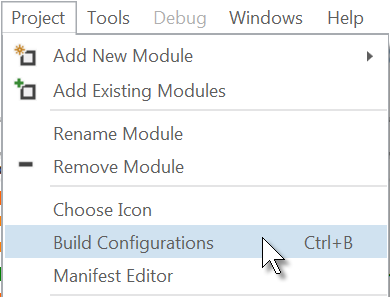 Project Tools Debug Windows Help
Add New Module
Add Existing Modules
Rename Module
Remove Module
Choose Icon
Build Configurations Ctrl+B
Manifest Editor